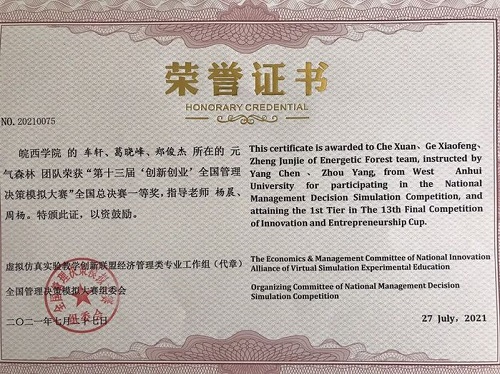 荣誉证书
HONORARY CREDENTIAL
NO. 20210075
皖西学院 的 车轩、葛晓峰、郑俊杰 所在的 元
气森林 团队荣获“第十三届‘创新创业’全国管理
决策模拟大赛”全国总决赛一等奖，指导老师 杨晨、
周杨。特颁此证，以资鼓励。
This certificate is awarded to Che Xuan、Ge Xiaofeng、
Zheng Junjie of Energetic Forest team, instructed by
Yang Chen 、 Zhou Yang, from West Anhui
University for participating in the National
Management Decision Simulation Competition, and
attaining the 1st Tier in The 13th Final Competition
of Innovation and Entrepreneurship Cup.
虚拟仿真实验教学创新联盟经济管理类专业工作组（代章）
全国管理决策模拟大赛组委会
二〇二一年七月二十七日
The Economics & Management Committee of National Innovation
Alliance of Virtual Simulation Experimental Education
Organizing Committee of National Management Decision
Simulation Competition
27 July, 2021